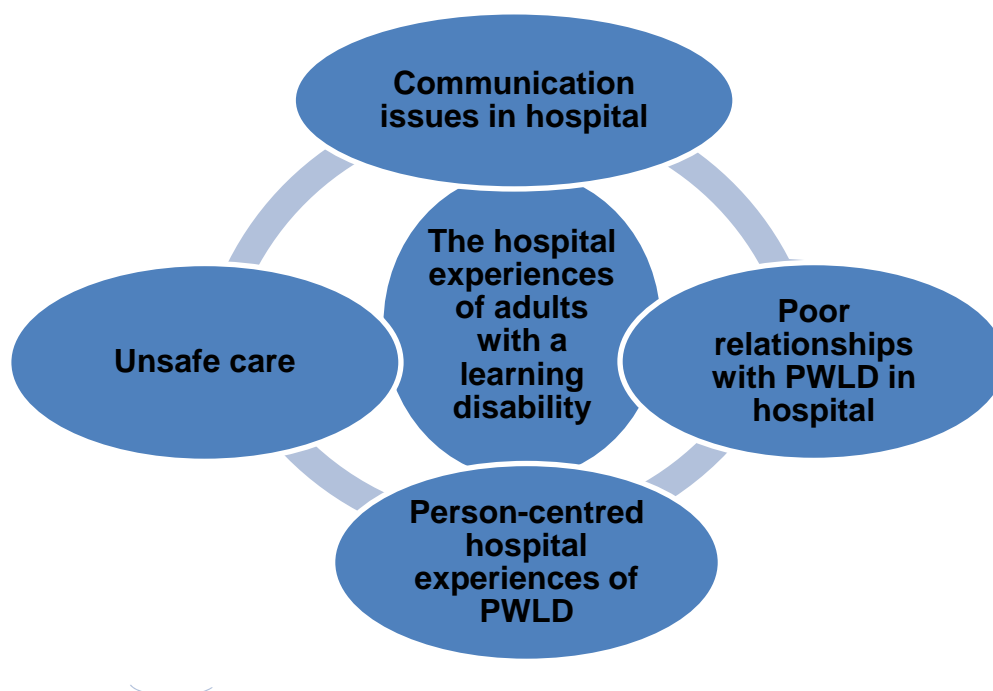 Communication
issues in hospital
The hospital
experiences
of adults
with a
learning
disability
Unsafe care
Poor
relationships
with PWLD in
hospital
Person-centred
hospital
experiences of
PWLD